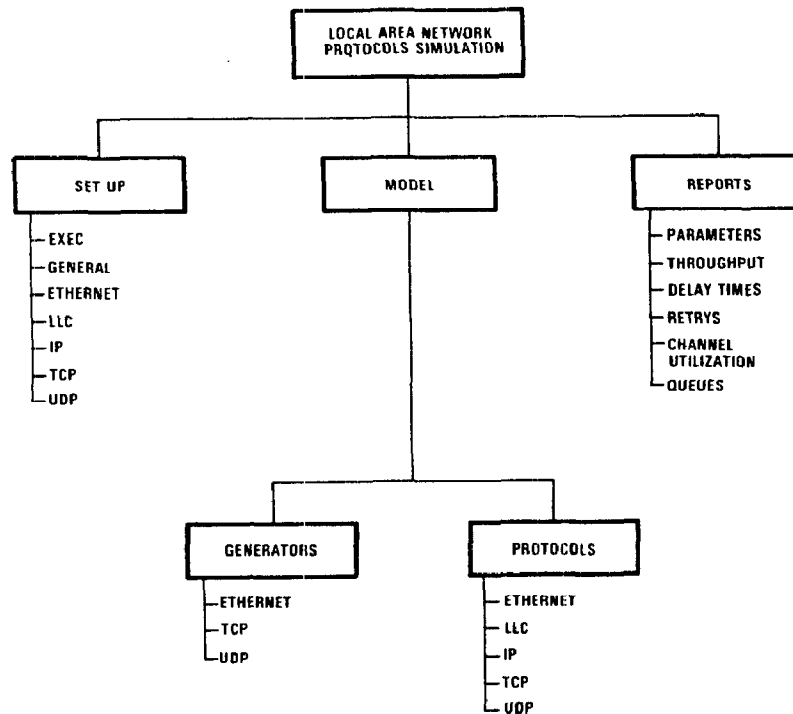 LOCAL AREA NETWORK
PROTOCOLS SIMULATION
SET UP
EXEC
GENERAL
ETHERNET
LLC
IP
TCP
UDP
MODEL
REPORTS
PARAMETERS
THROUGHPUT
DELAY TIMES
RETRYS
CHANNEL
UTILIZATION
QUEUES
GENERATORS
ETHERNET
TCP
UDP
PROTOCOLS
ETHERNET
LLC
IP
TCP
UDP